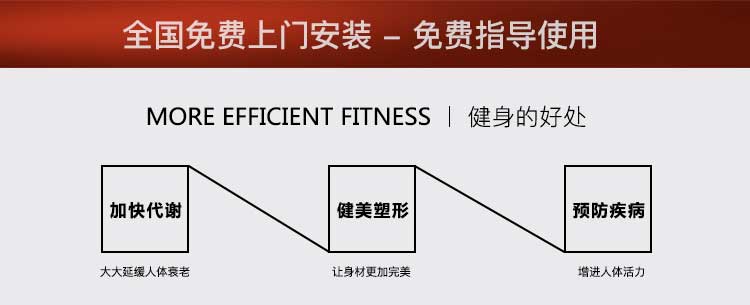 全国免费上门安装 – 免费指导使用
MORE EFFICIENT FITNESS | 健身的好处
加快代谢 健美塑形 预防疾病
大大延缓人体衰老 让身材更加完美 增进人体活力